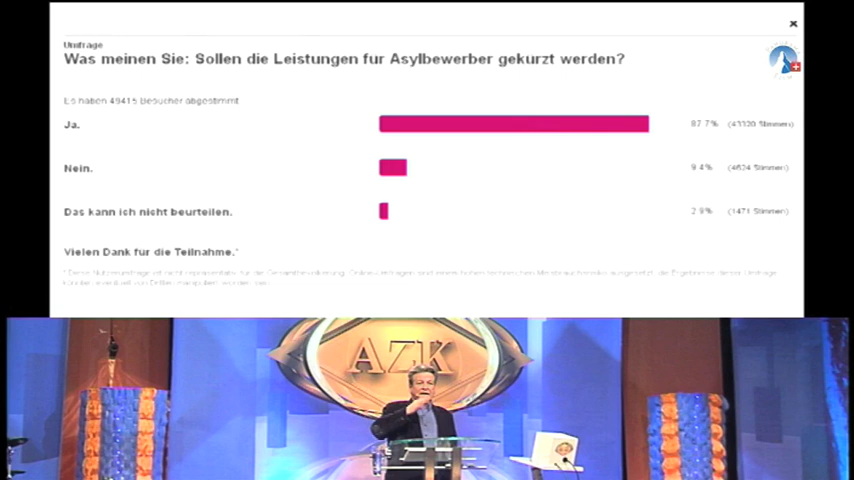 Umfrage
Was meinen Sie: Sollen die Leistungen fur Asylbewerber gekurzt werden?
Es haben 49415 Besucher abgestimmt
Ja. 87.7% (43320 Stimmen)
Nein. 9.4% (4624 Stimmen)
Das kann ich nicht beurteilen. 2.9% (1471 Stimmen)
Vielen Dank für die Teilnahme.*
AZK